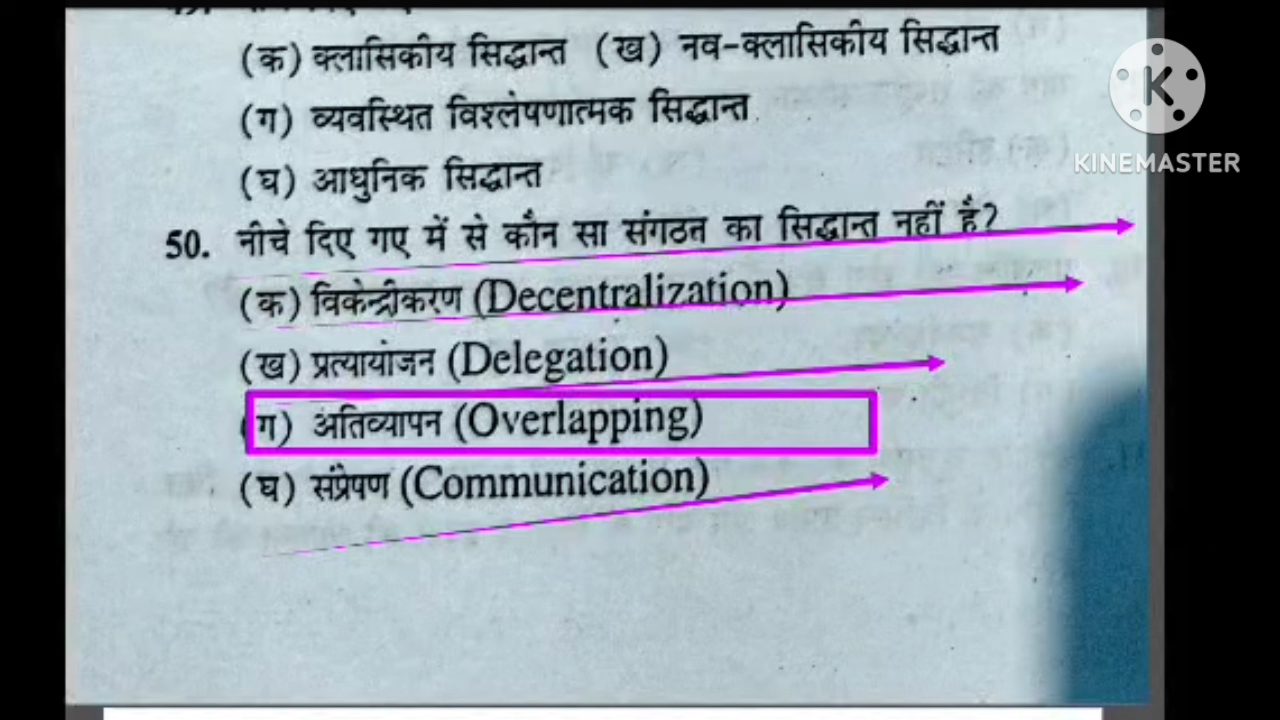 (क) क्लासिकीय सिद्धान्त (ख) नव-क्लासिकीय सिद्धान्त
(ग) व्यवस्थित विश्लेषणात्मक सिद्धान्त
(घ) आधुनिक सिद्धान्त
50. नीचे दिए गए में से कौन सा संगठन का सिद्धान्त नहीं है?
(क) विकेन्द्रीकरण (Decentralization)
(ख) प्रत्यायोजन (Delegation)
(ग) अतिव्यापन (Overlapping)
(घ) संप्रेषण (Communication)
K
KINEMASTER